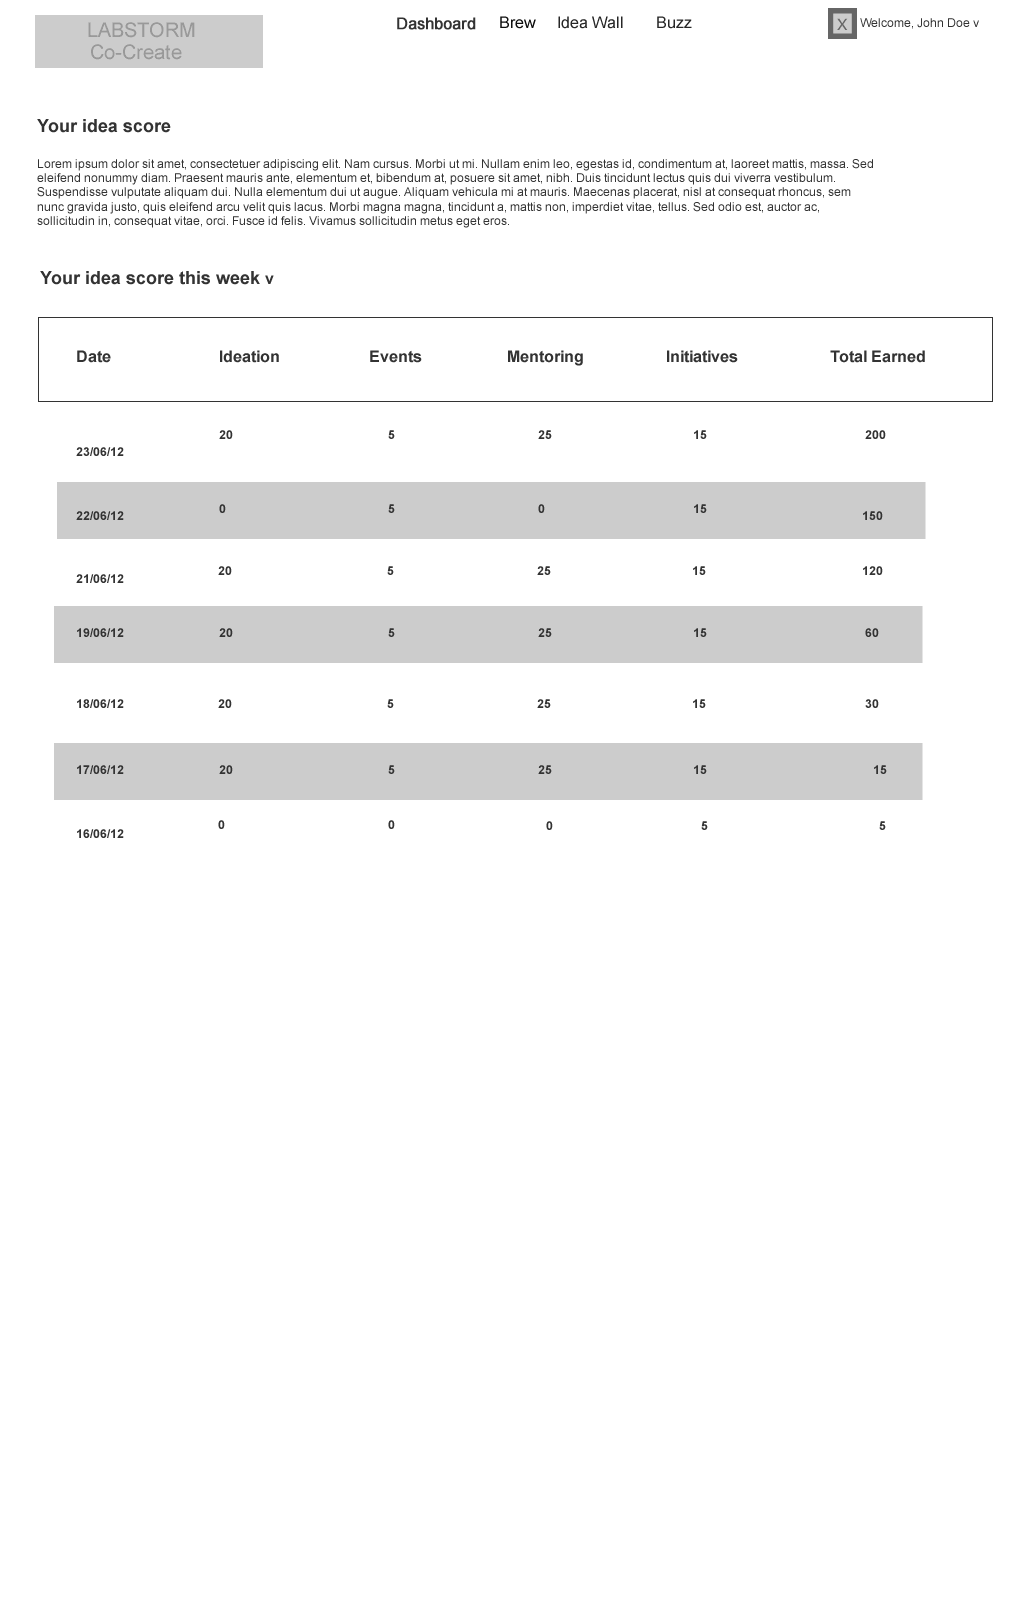 LABSTORM
Co-Create
Dashboard Brew Idea Wall Buzz
X Welcome, John Doe v
Your idea score
Lorem ipsum dolor sit amet, consectetuer adipiscing elit. Nam cursus. Morbi ut mi. Nullam enim leo, egestas id, condimentum at, laoreet mattis, massa. Sed
eleifend nonummy diam. Praesent mauris ante, elementum et, bibendum at, posuere sit amet, nibh. Duis tincidunt lectus quis dui viverra vestibulum.
Suspendisse vulputate aliquam dui. Nulla elementum dui ut augue. Aliquam vehicula mi at mauris. Maecenas placerat, nisl at consequat rhoncus, sem
nunc gravida justo, quis eleifend arcu velit quis lacus. Morbi magna magna, tincidunt a, mattis non, imperdiet vitae, tellus. Sed odio est, auctor ac,
sollicitudin in, consequat vitae, orci. Fusce id felis. Vivamus sollicitudin metus eget eros.
Your idea score this week v
Date Ideation Events Mentoring Initiatives Total Earned
23/06/12 20 5 25 15 200
22/06/12 0 5 0 15 150
21/06/12 20 5 25 15 120
19/06/12 20 5 25 15 60
18/06/12 20 5 25 15 30
17/06/12 20 5 25 15 15
16/06/12 0 0 0 5 5